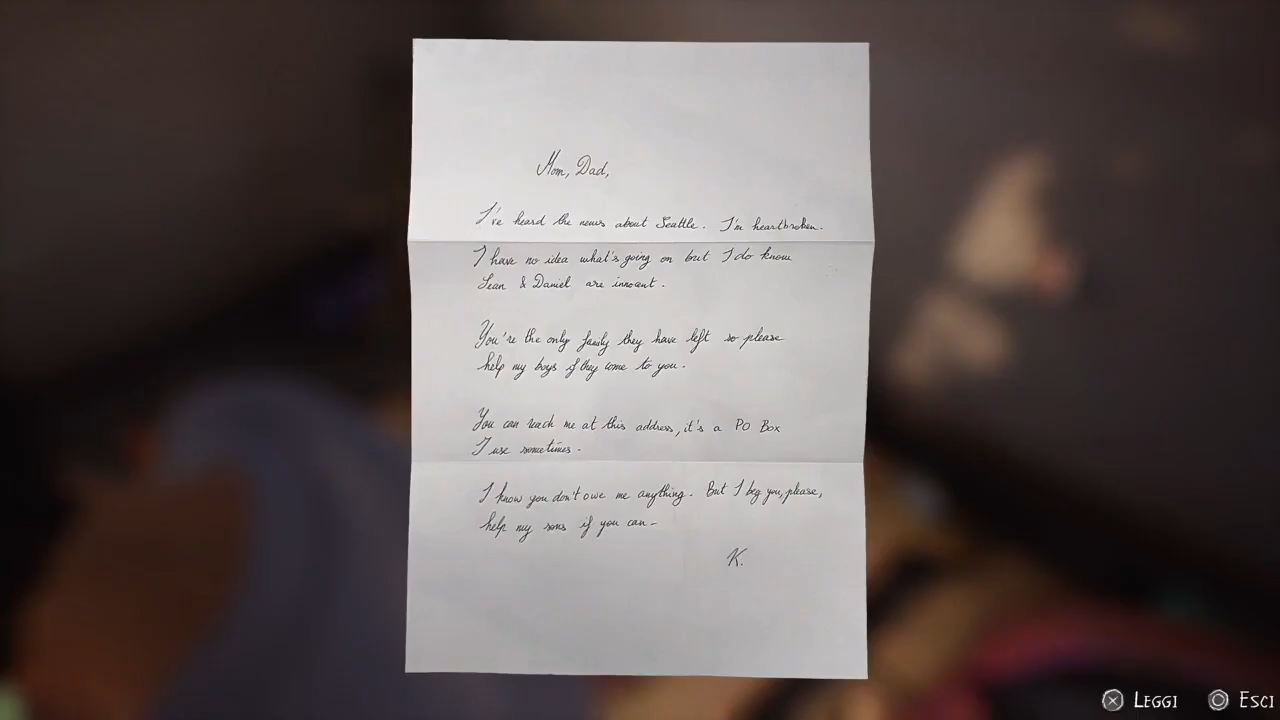 Mom, Dad,
I've heard the news about Seattle. I'm heartbroken.
I have no idea what's going on but I do know
Sean & Daniel are innocent.
You're the only family they have left so please
help my boys if they come to you.
You can reach me at this address, it's a PO Box
I use sometimes.
I know you don't owe me anything. But I beg you, please,
help my sons if you can-
K.
LEGGI ESCI